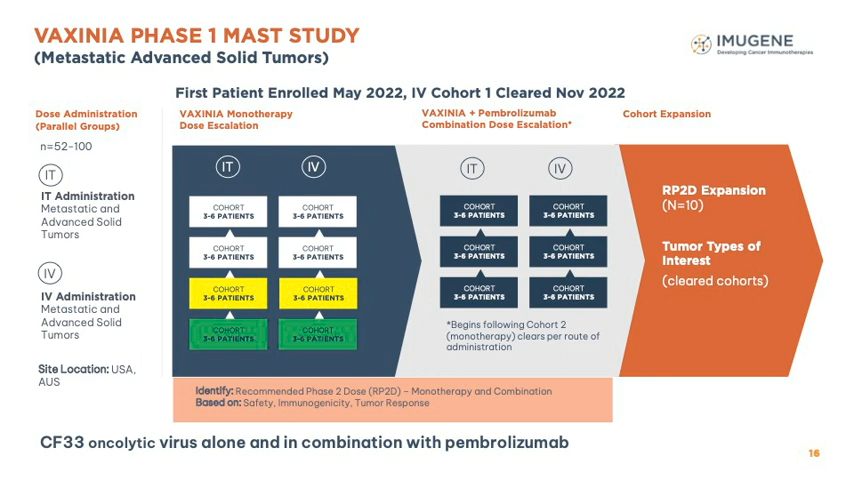 VAXINIA PHASE 1 MAST STUDY
(Metastatic Advanced Solid Tumors)
IMUGENE
Developing Cancer Immunotherapies
First Patient Enrolled May 2022, IV Cohort 1 Cleared Nov 2022
Dose Administration
(Parallel Groups)
n=52-100
IT
IT Administration
Metastatic and
Advanced Solid
Tumors
IV
IV Administration
Metastatic and
Advanced Solid
Tumors
Site Location: USA,
AUS
VAXINIA Monotherapy
Dose Escalation
IT
IV
COHORT
3-6 PATIENTS
COHORT
3-6 PATIENTS
COHORT
3-6 PATIENTS
COHORT
3-6 PATIENTS
COHORT
3-6 PATIENTS
COHORT
3-6 PATIENTS
COHORT
3-6 PATIENTS
COHORT
3-6 PATIENTS
VAXINIA + Pembrolizumab
Combination Dose Escalation*
IT
IV
COHORT
3-6 PATIENTS
COHORT
3-6 PATIENTS
COHORT
3-6 PATIENTS
COHORT
3-6 PATIENTS
COHORT
3-6 PATIENTS
COHORT
3-6 PATIENTS
*Begins following Cohort 2
(monotherapy) clears per route of
administration
Cohort Expansion
RP2D Expansion
(N=10)
Tumor Types of
Interest
(cleared cohorts)
Identify: Recommended Phase 2 Dose (RP2D) – Monotherapy and Combination
Based on: Safety, Immunogenicity, Tumor Response
CF33 oncolytic virus alone and in combination with pembrolizumab
16